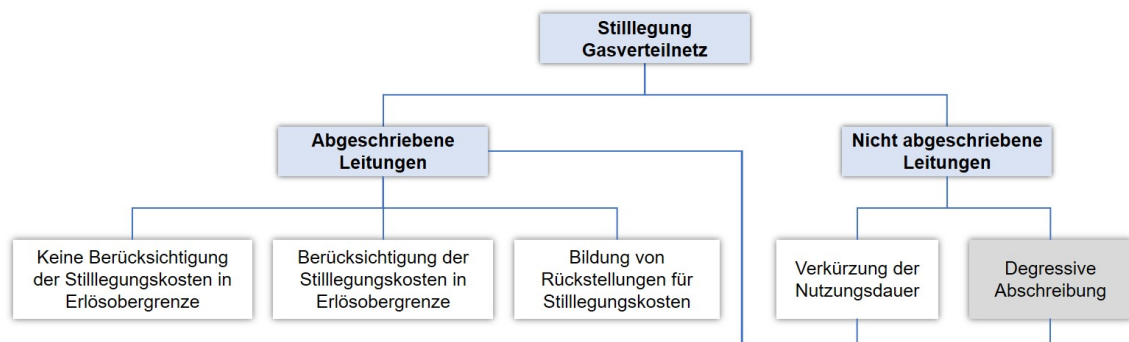 Stilllegung
Gasverteilnetz
Abgeschriebene
Leitungen
Nicht abgeschriebene
Leitungen
Keine Berücksichtigung
der Stilllegungskosten in
Erlösobergrenze
Berücksichtigung der
Stilllegungskosten in
Erlösobergrenze
Bildung von
Rückstellungen für
Stilllegungskosten
Verkürzung der
Nutzungsdauer
Degressive
Abschreibung